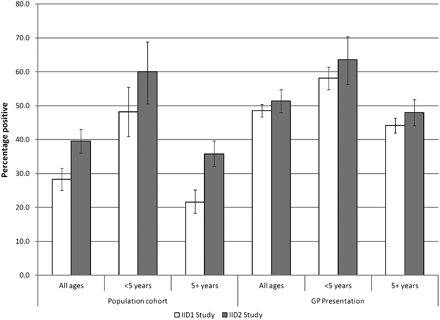 80.0
70.0
60.0
50.0
40.0
30.0
20.0
10.0
0.0
Percentage positive
All ages <5 years 5+ years All ages <5 years 5+ years
Population cohort GP Presentation
IID1 Study IID2 Study